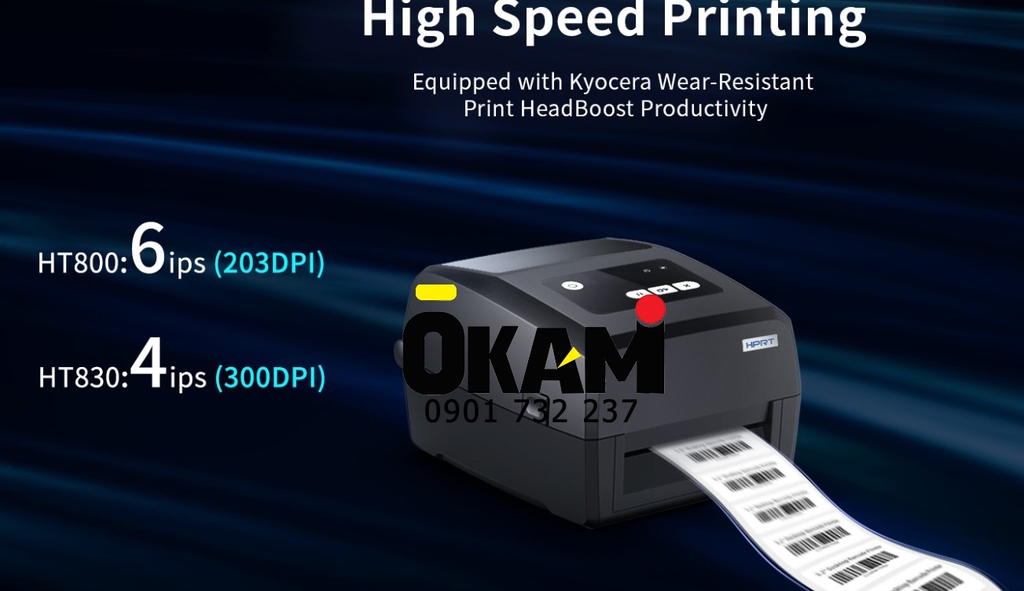 High Speed Printing
Equipped with Kyocera Wear-Resistant
Print HeadBoost Productivity
HT800:6ips (203DPI)
HT830:4ips (300DPI)
HPRT
OKAM
0901 732 237